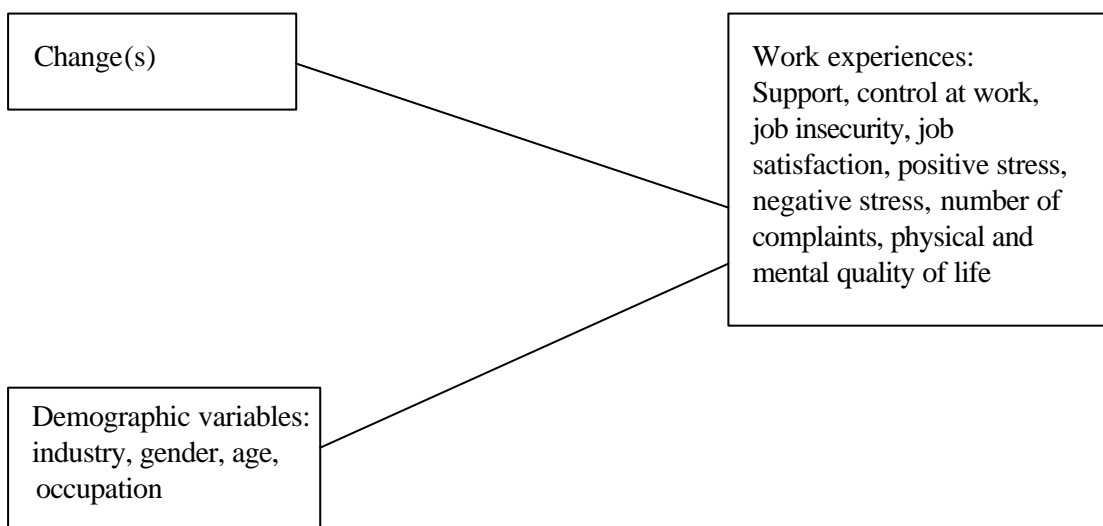 Change(s)
Work experiences:
Support, control at work,
job insecurity, job
satisfaction, positive stress,
negative stress, number of
complaints, physical and
mental quality of life
Demographic variables:
industry, gender, age,
occupation